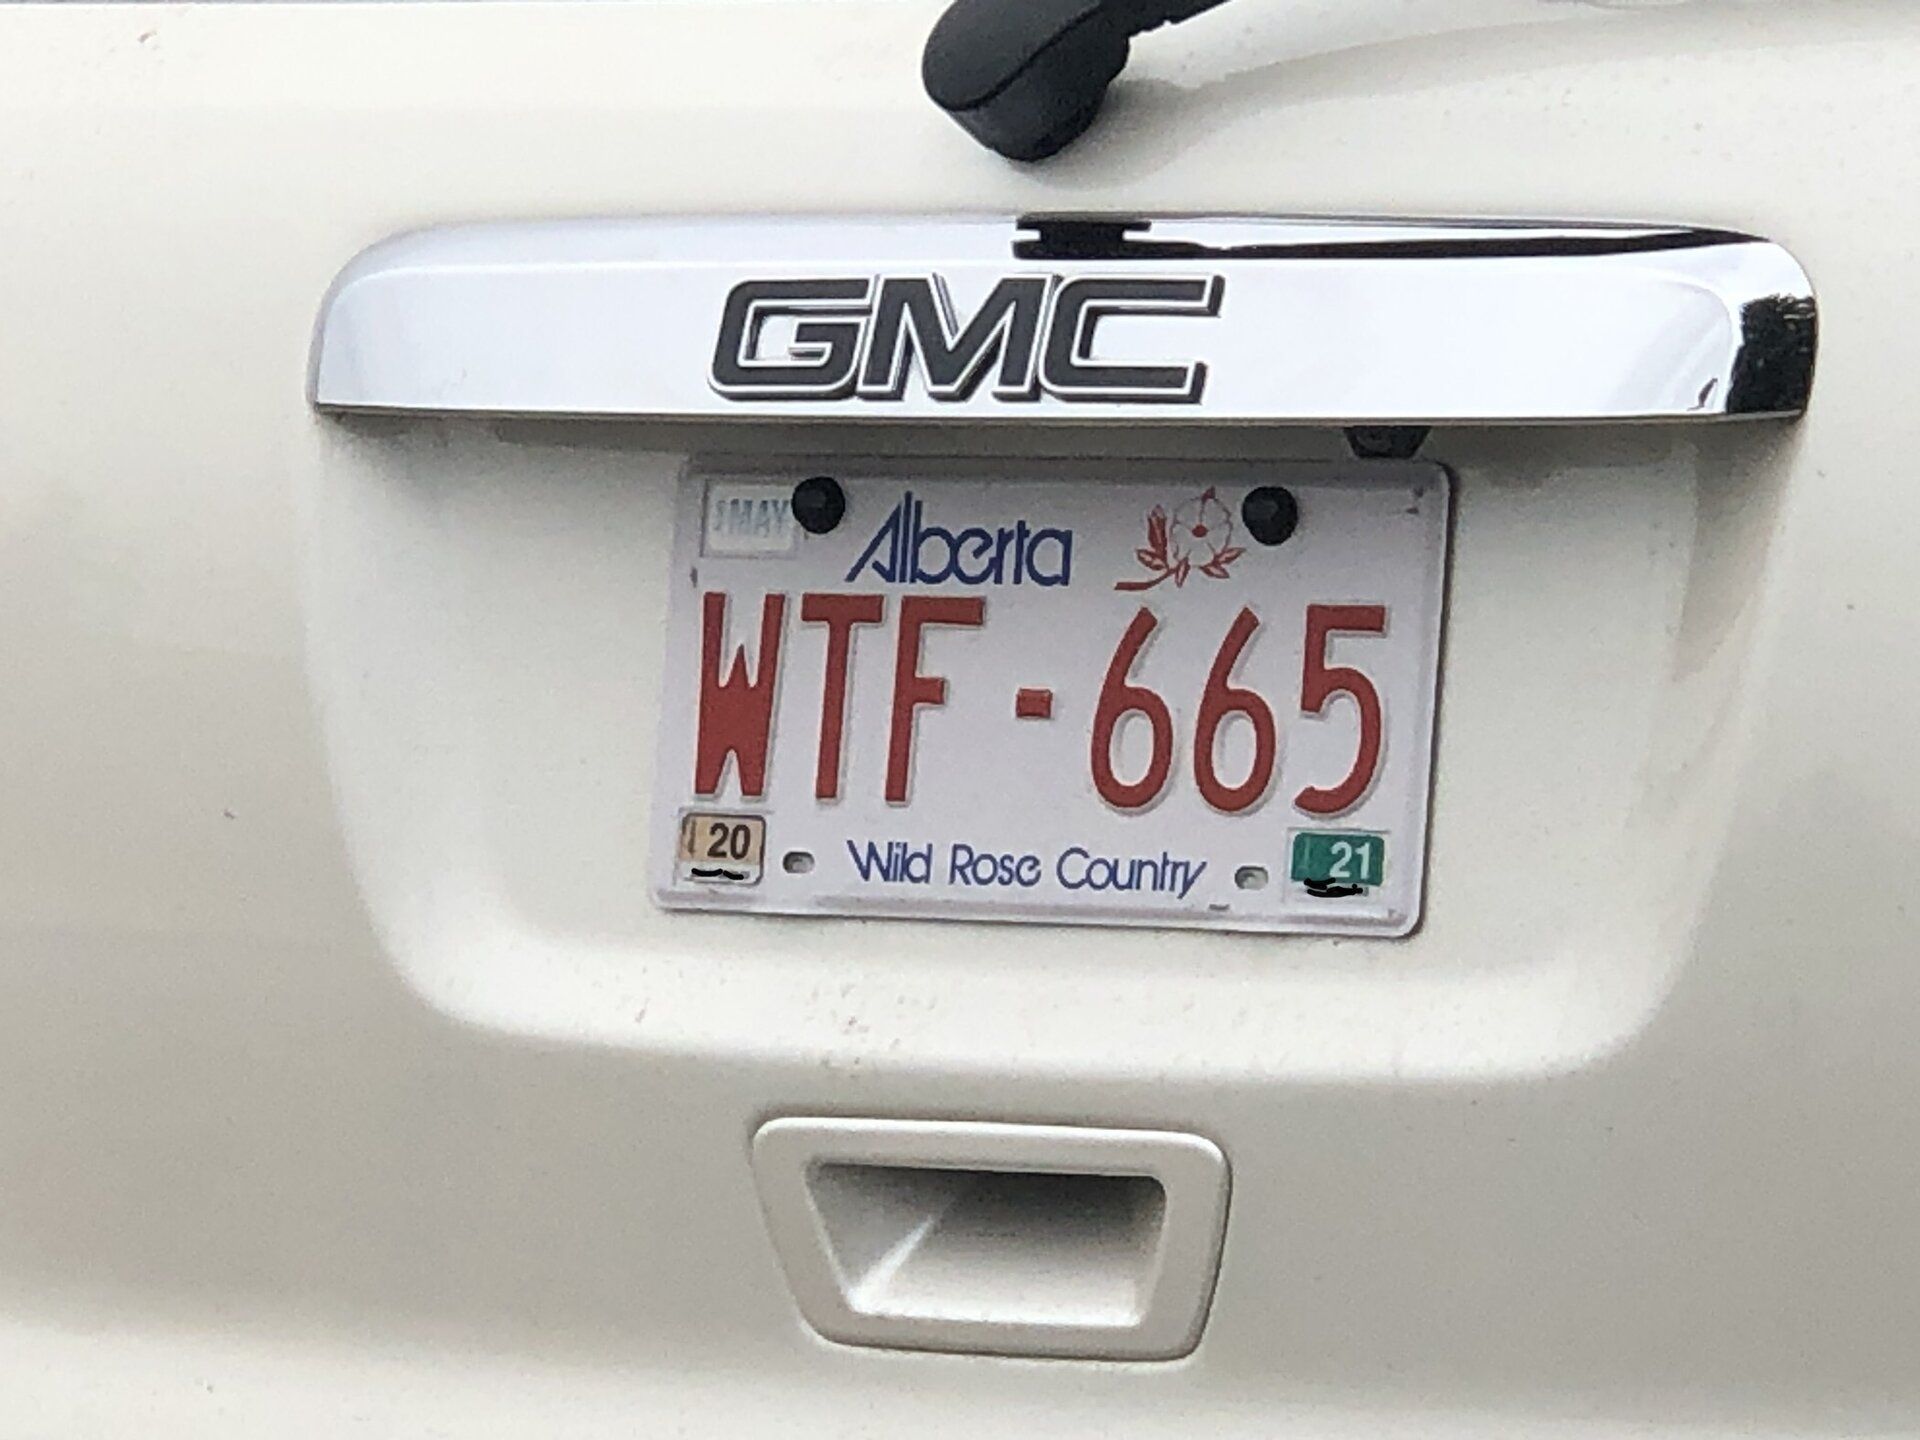 GMC
MAY
Alberta
WTF-665
20
Wild Rose Country
21